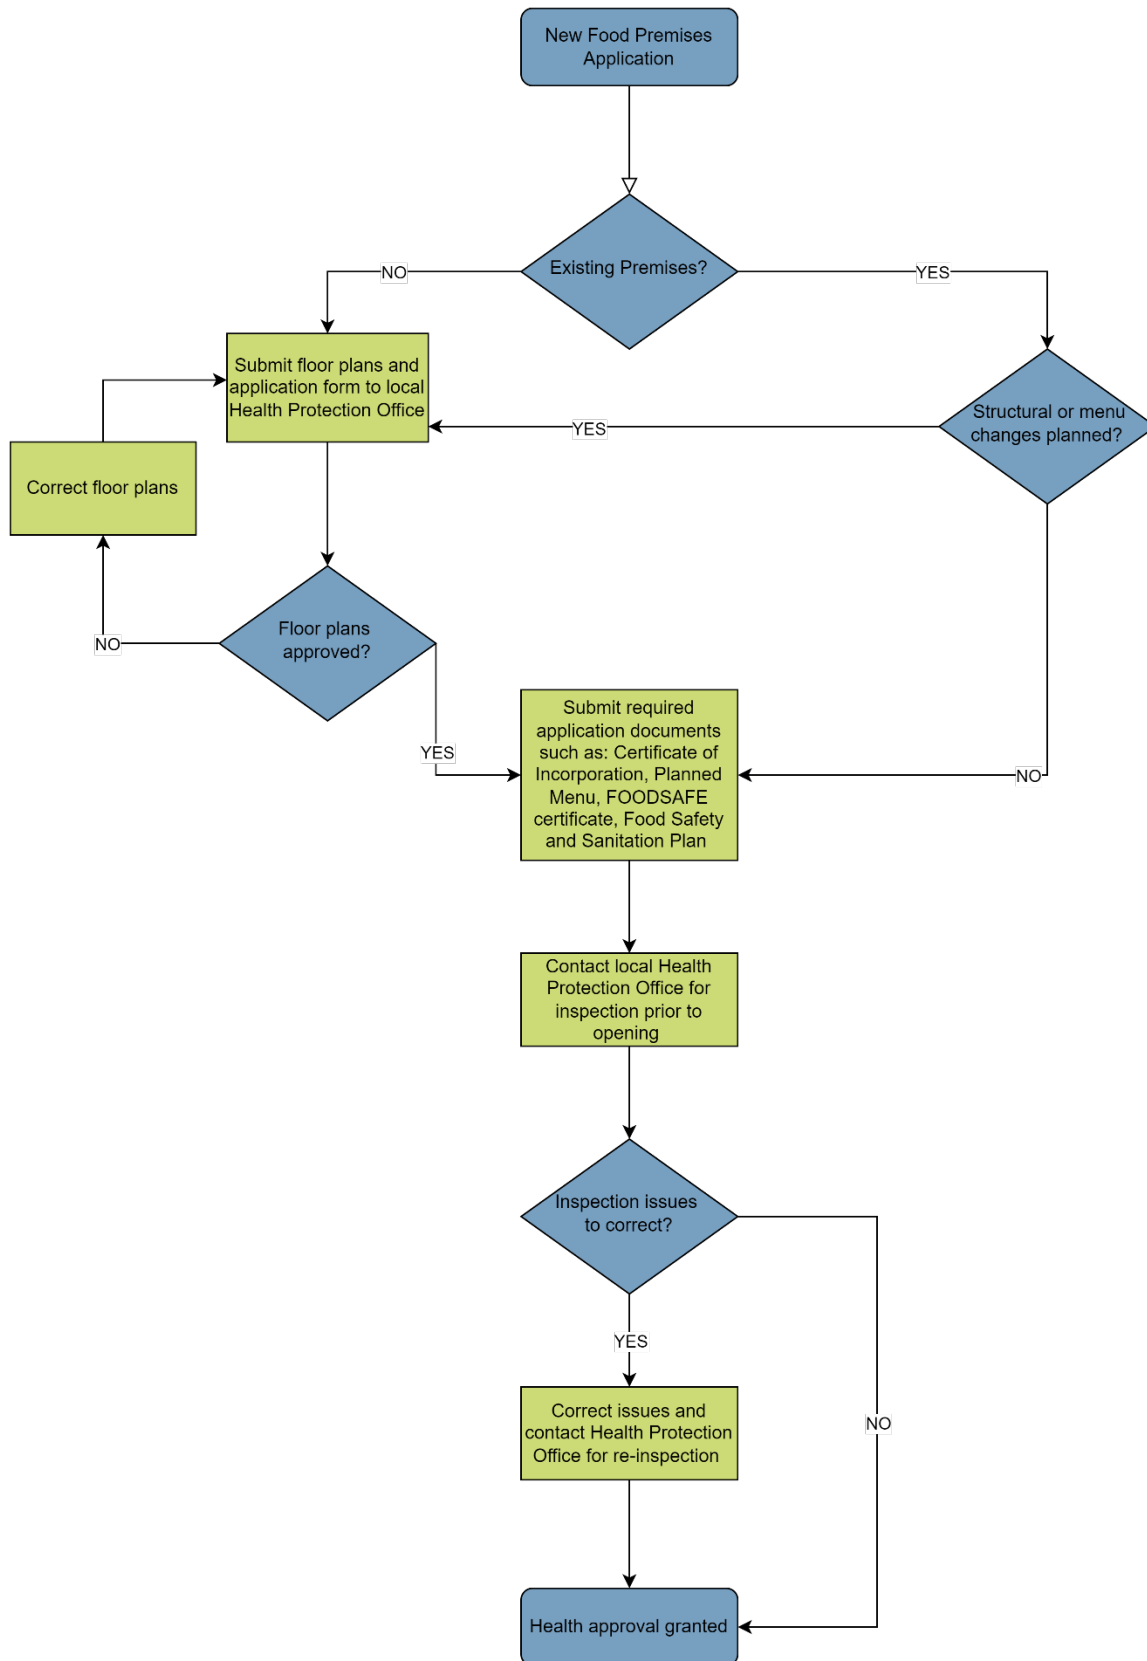 New Food Premises
Application
Existing Premises?
NO
YES
Submit floor plans and
application form to local
Health Protection Office
Structural or menu
changes planned?
YES
Correct floor plans
Floor plans
approved?
NO
YES
Submit required
application documents
such as: Certificate of
Incorporation, Planned
Menu, FOODSAFE
certificate, Food Safety
and Sanitation Plan
NO
Contact local Health
Protection Office for
inspection prior to
opening
Inspection issues
to correct?
YES
NO
Correct issues and
contact Health Protection
Office for re-inspection
Health approval granted